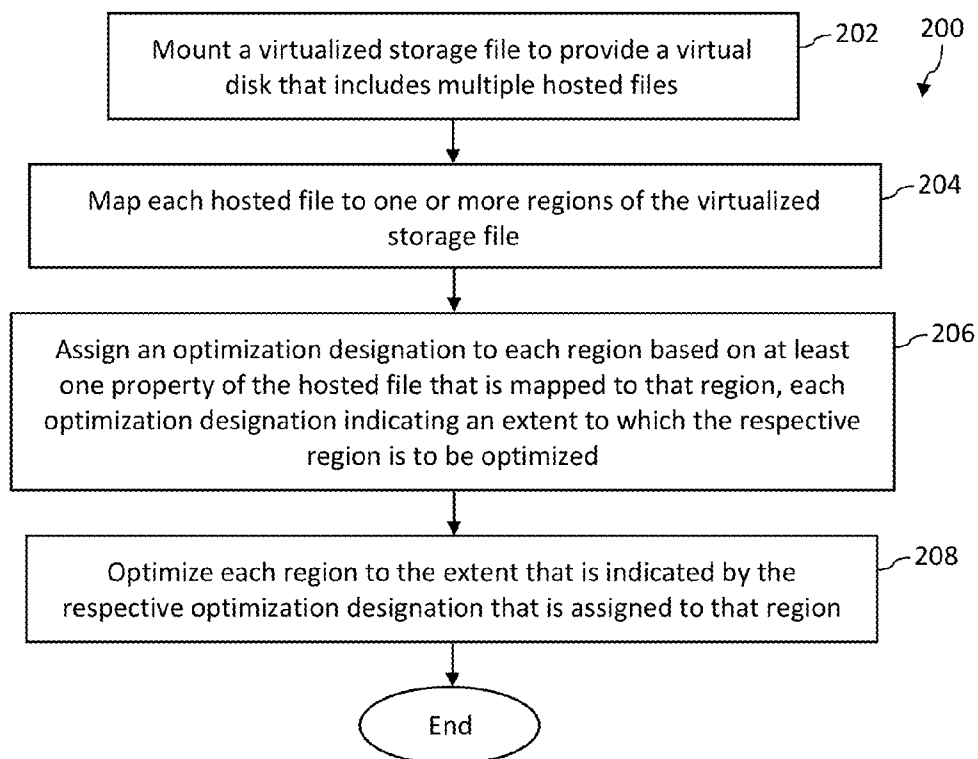 Mount a virtualized storage file to provide a virtual
disk that includes multiple hosted files
202
200
Map each hosted file to one or more regions of the virtualized
storage file
204
Assign an optimization designation to each region based on at least
one property of the hosted file that is mapped to that region, each
optimization designation indicating an extent to which the respective
region is to be optimized
206
Optimize each region to the extent that is indicated by the
respective optimization designation that is assigned to that region
208
End